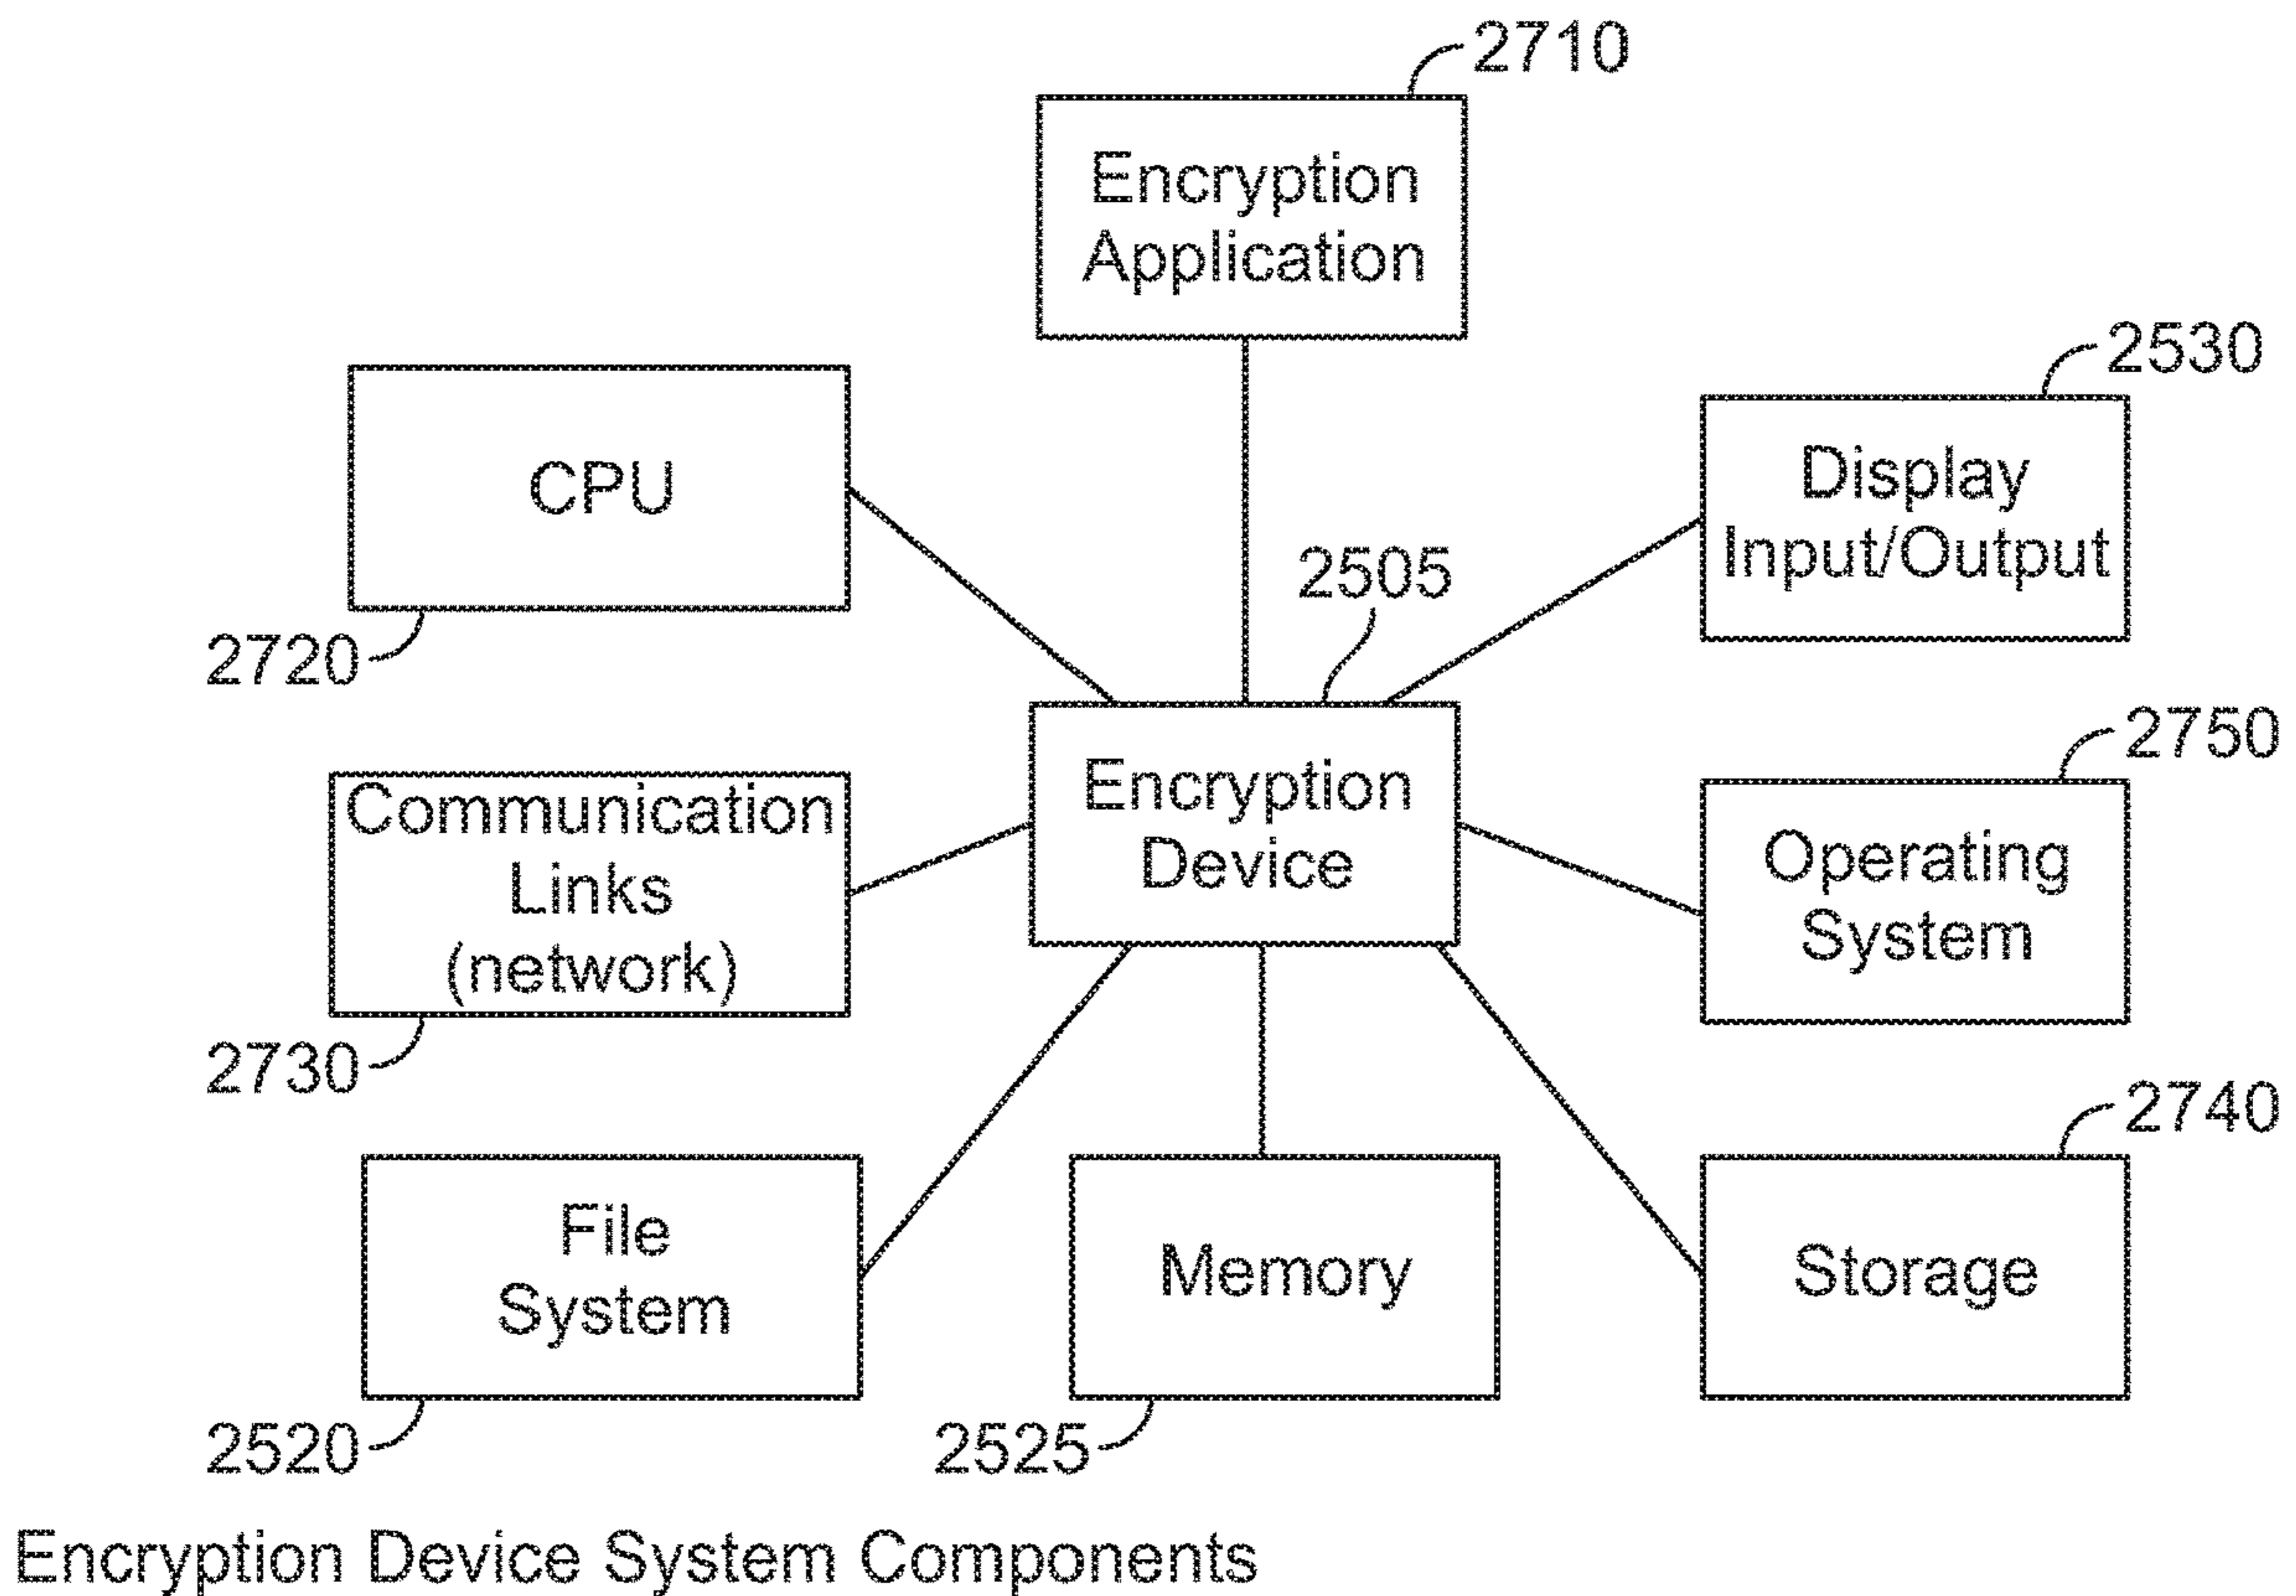 2710
Encryption
Application
2530
CPU
Display
Input/Output
2505
2720
2750
Communication
Links
(network)
Encryption
Device
Operating
System
2730
2740
File
System
Memory
Storage
2520
2525
Encryption Device System Components